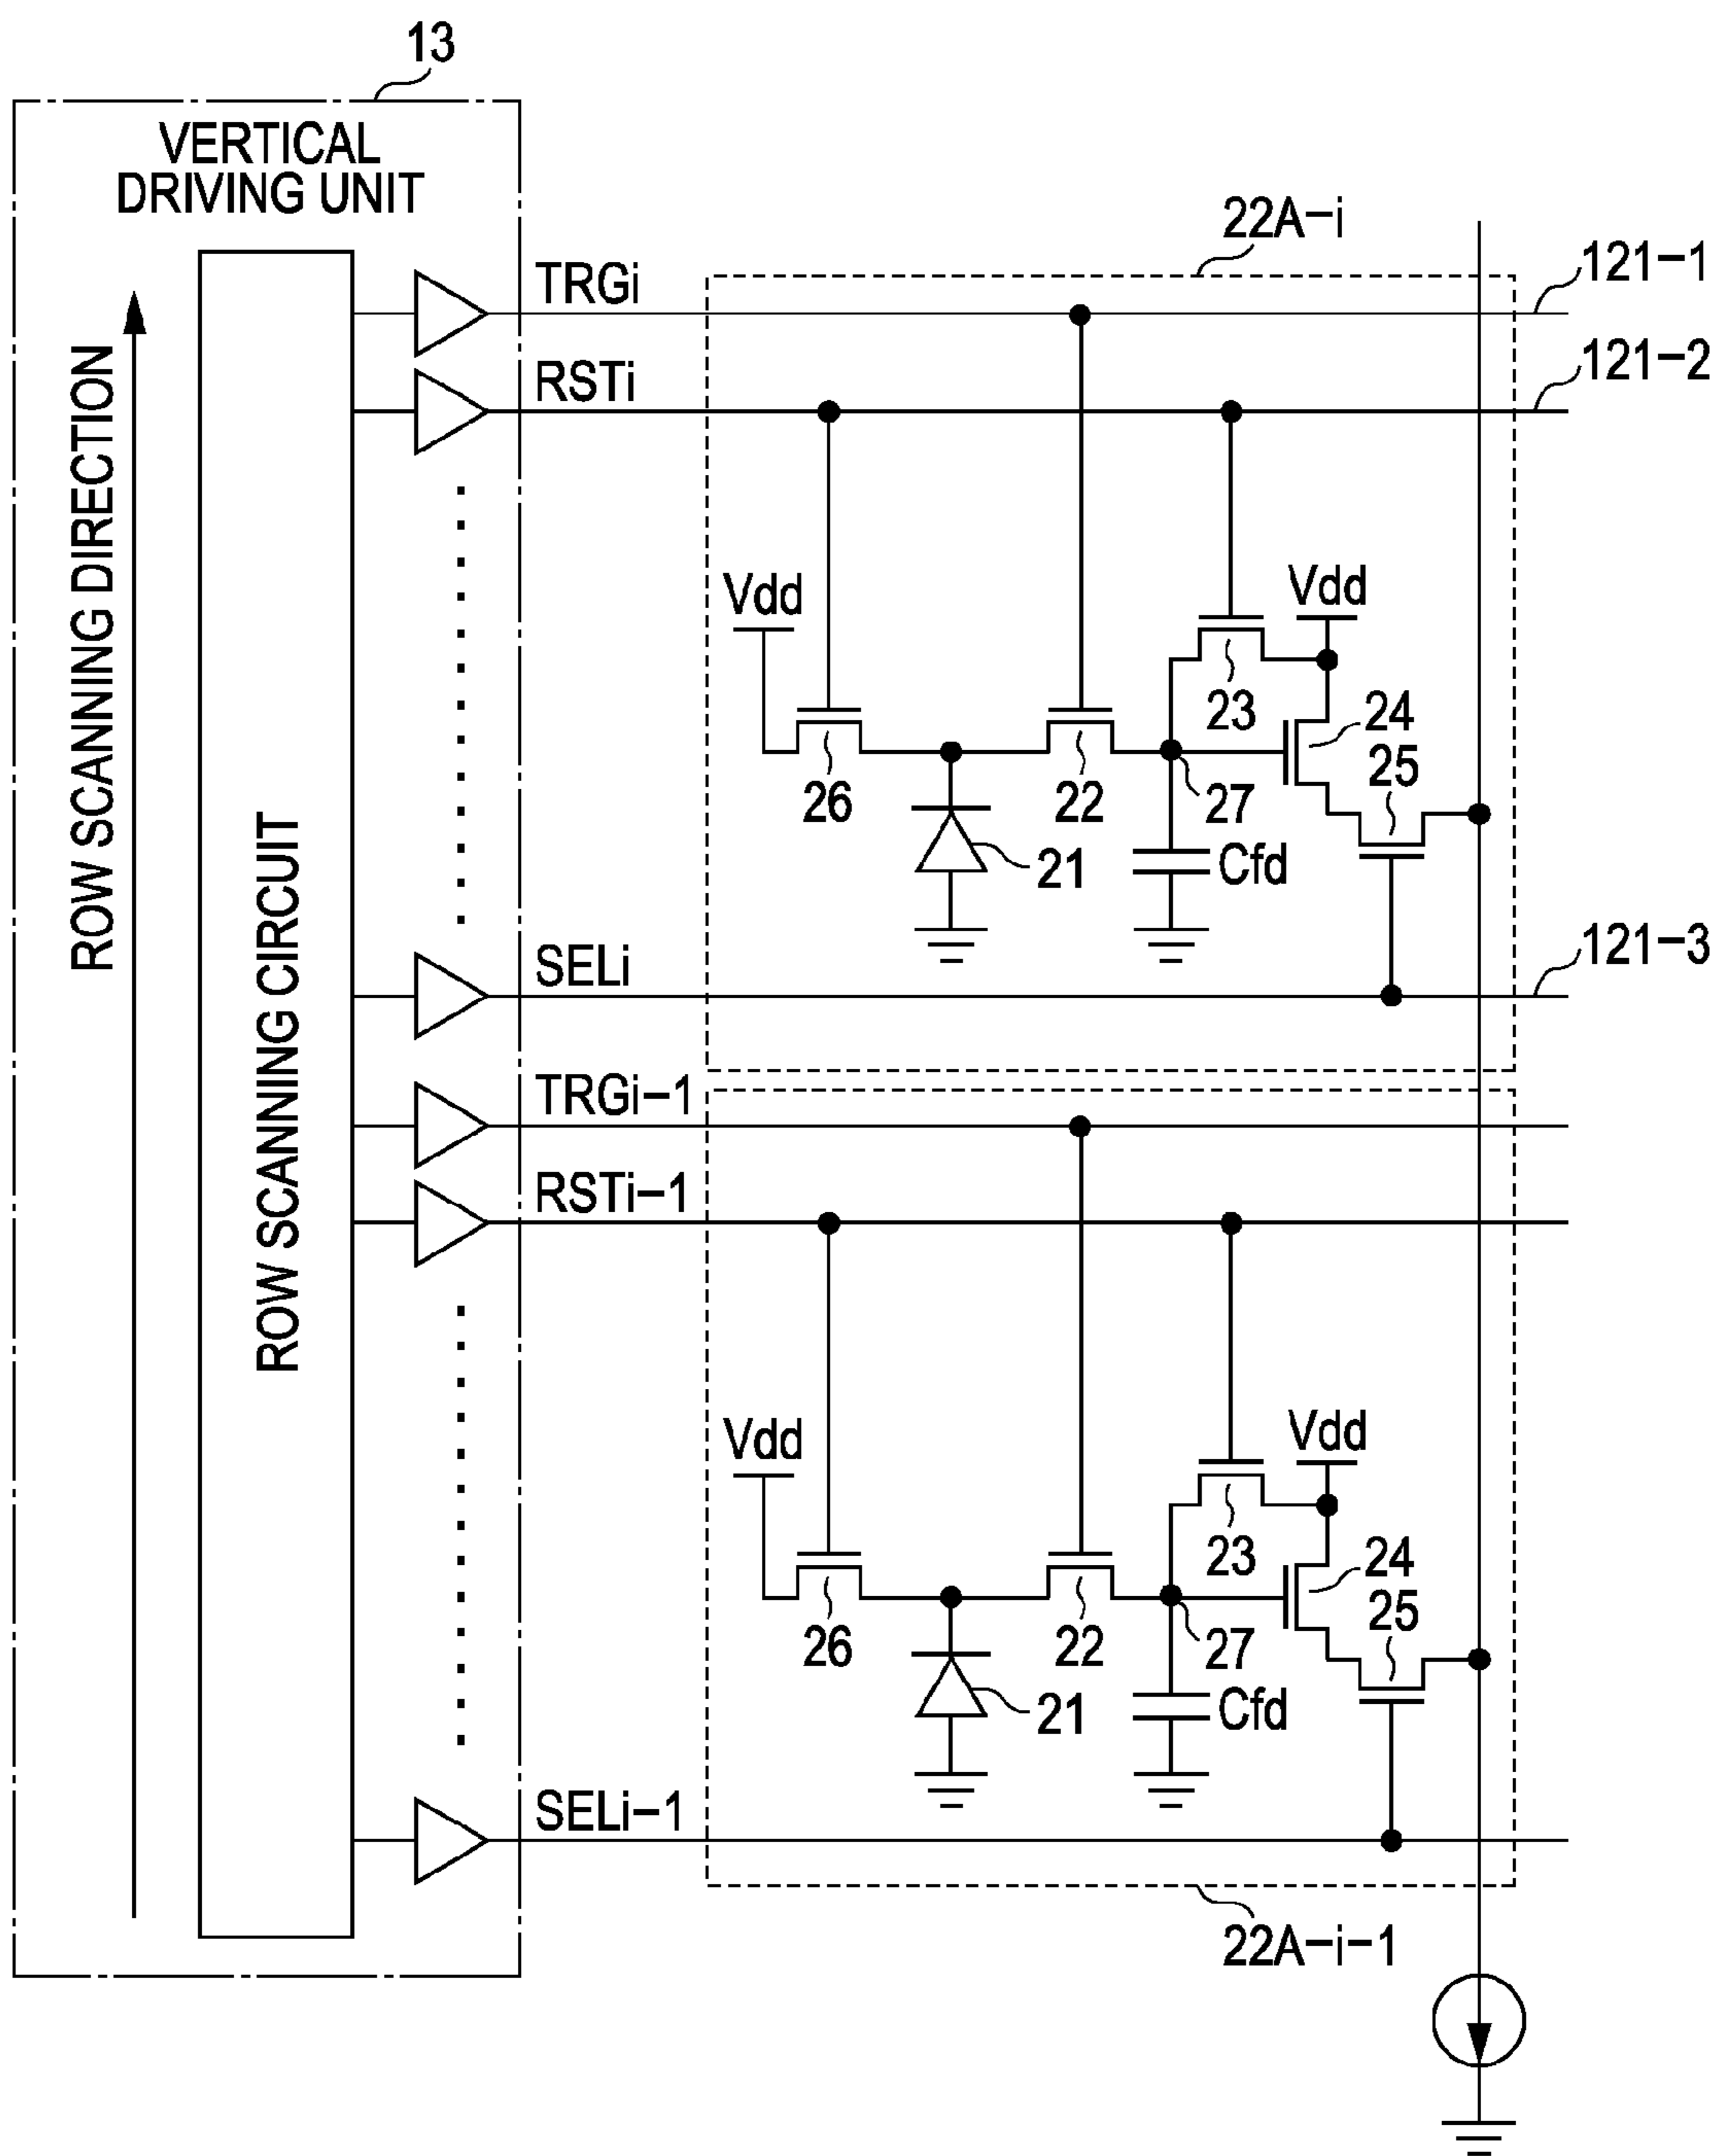 13
VERTICAL
DRIVING UNIT
ROW SCANNING DIRECTION
ROW SCANNING CIRCUIT
22A-i
TRGi
121-1
RSTi
121-2
Vdd
Vdd
23
24
25
26
22
27
21
Cfd
SELi
121-3
TRGi-1
RSTi-1
Vdd
Vdd
23
24
25
26
22
27
21
Cfd
SELi-1
22A-i-1